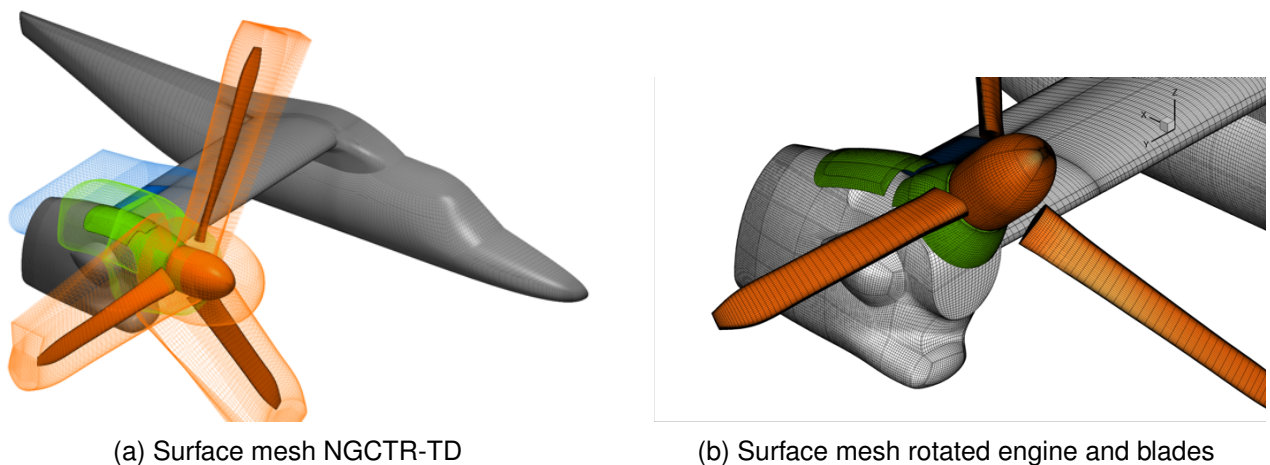 Z
X
Y
(a) Surface mesh NGCTR-TD
(b) Surface mesh rotated engine and blades